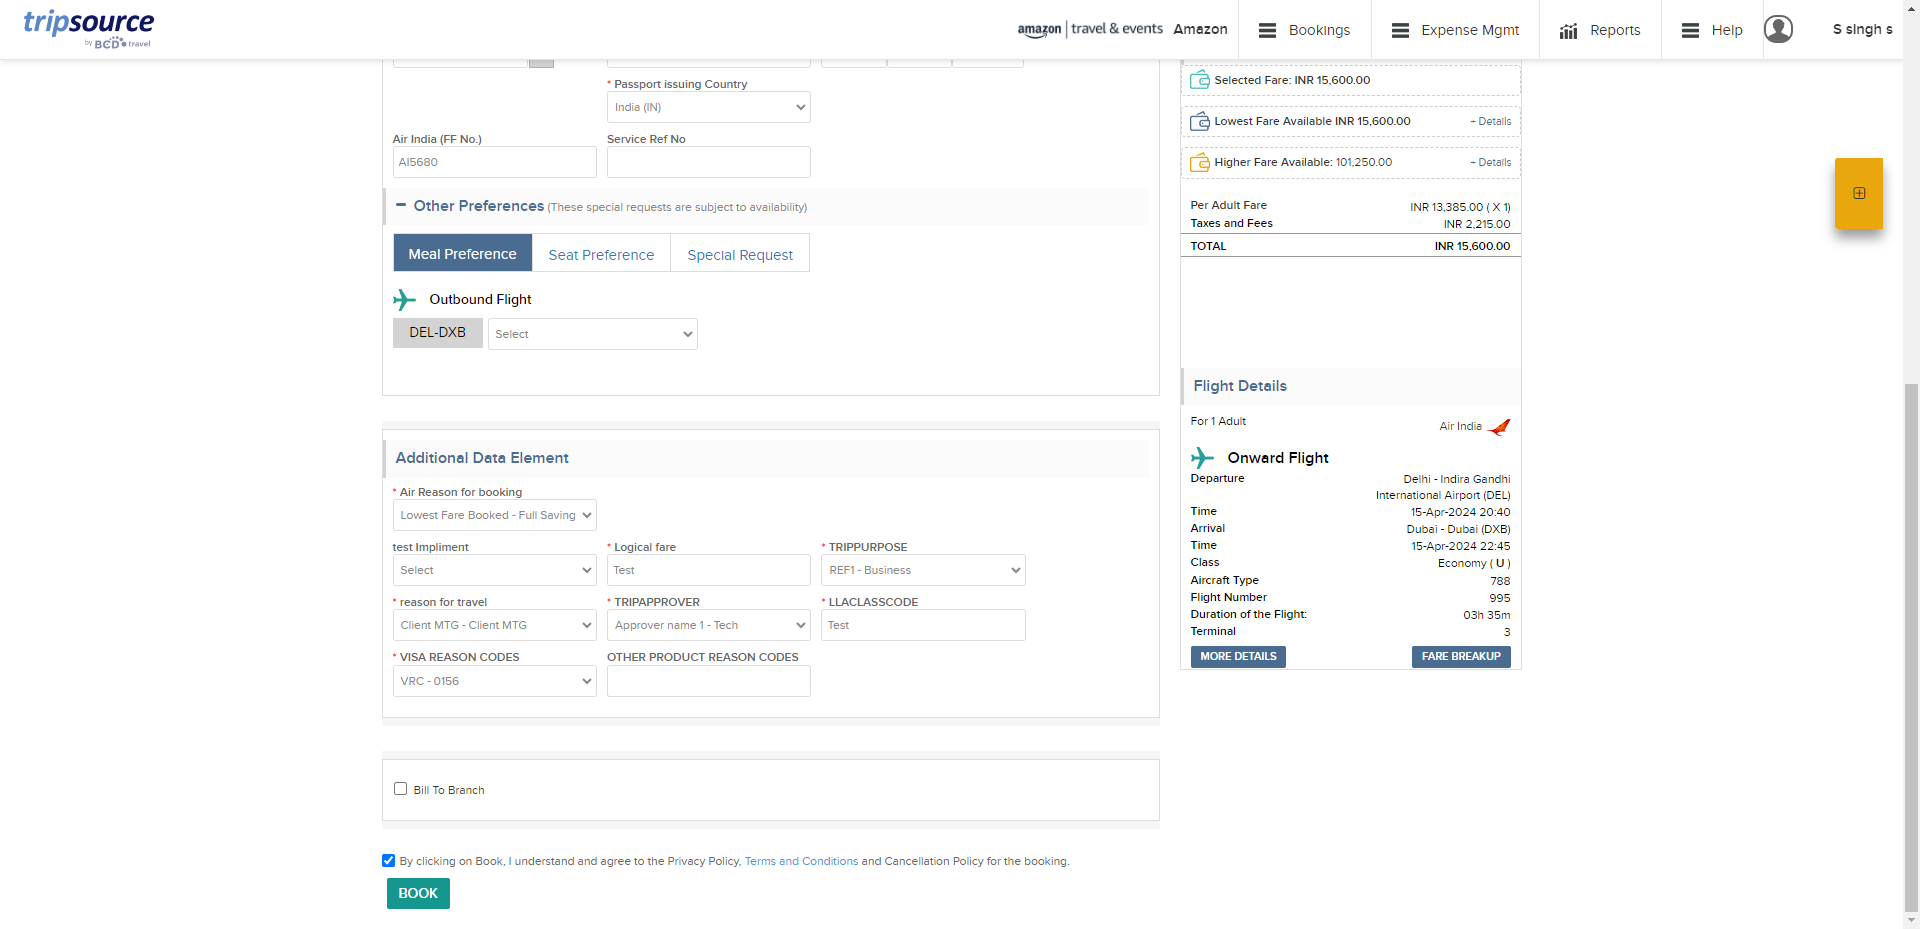 tripsource
by BCD travel
amazon | travel & events Amazon
Bookings
Expense Mgmt
Reports
Help
S singh s
* Passport issuing Country
India (IN)
Air India (FF No.)
Service Ref No
AI5680
Other Preferences (These special requests are subject to availability)
Meal Preference
Seat Preference
Special Request
Outbound Flight
DEL-DXB
Select
Additional Data Element
* Air Reason for booking
Lowest Fare Booked - Full Saving
test Impliment
* Logical fare
* TRIPPURPOSE
Select
Test
REF1 - Business
* reason for travel
* TRIPAPPROVER
* LLACLASSCODE
Client MTG - Client MTG
Approver name 1 - Tech
Test
* VISA REASON CODES
OTHER PRODUCT REASON CODES
VRC - 0156
Bill To Branch
By clicking on Book, I understand and agree to the Privacy Policy, Terms and Conditions and Cancellation Policy for the booking.
BOOK
Selected Fare: INR 15,600.00
Lowest Fare Available INR 15,600.00 + Details
Higher Fare Available: 101,250.00 + Details
Per Adult Fare INR 13,385.00 ( X 1)
Taxes and Fees INR 2,215.00
TOTAL INR 15,600.00
Flight Details
For 1 Adult
Air India
Onward Flight
Departure Delhi - Indira Gandhi
International Airport (DEL)
Time 15-Apr-2024 20:40
Arrival Dubai - Dubai (DXB)
Time 15-Apr-2024 22:45
Class Economy ( U )
Aircraft Type 788
Flight Number 995
Duration of the Flight: 03h 35m
Terminal 3
MORE DETAILS
FARE BREAKUP